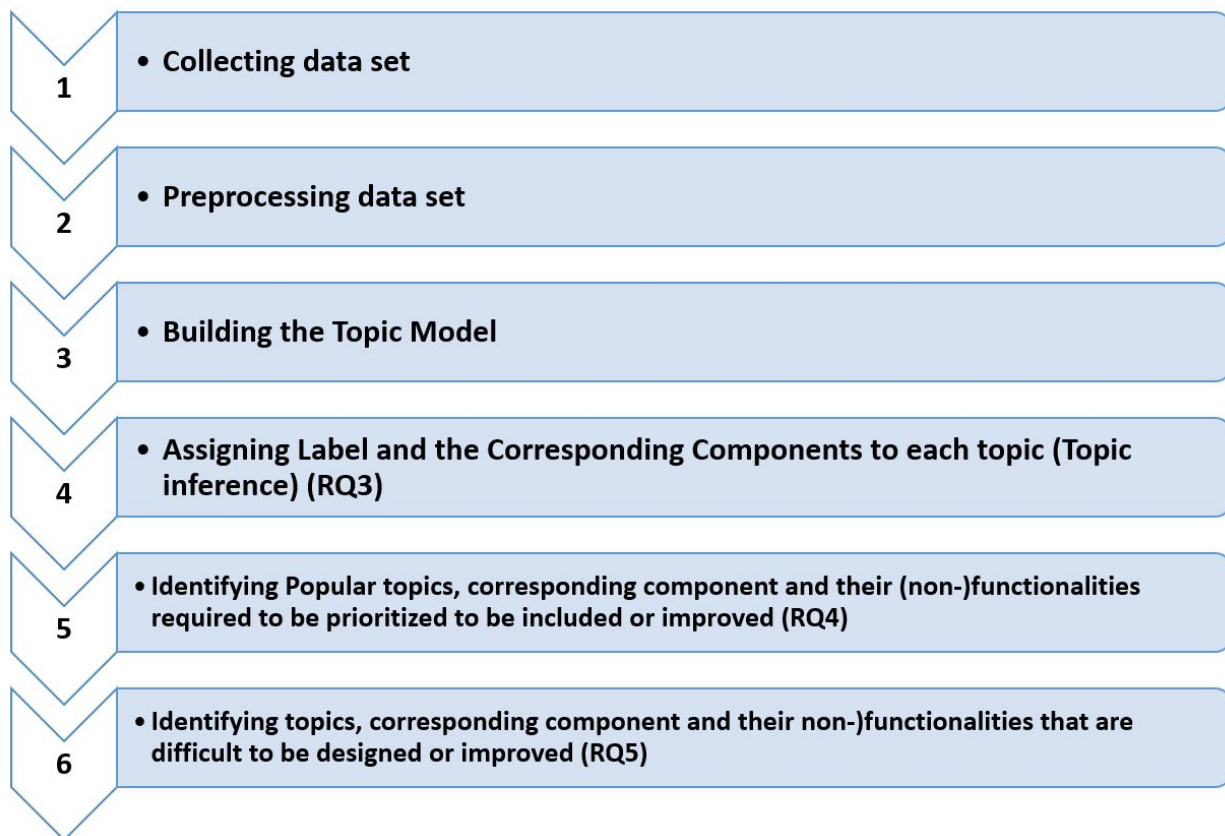 1
• Collecting data set
2
• Preprocessing data set
3
• Building the Topic Model
4
• Assigning Label and the Corresponding Components to each topic (Topic
inference) (RQ3)
5
• Identifying Popular topics, corresponding component and their (non-)functionalities
required to be prioritized to be included or improved (RQ4)
6
• Identifying topics, corresponding component and their non-)functionalities that are
difficult to be designed or improved (RQ5)